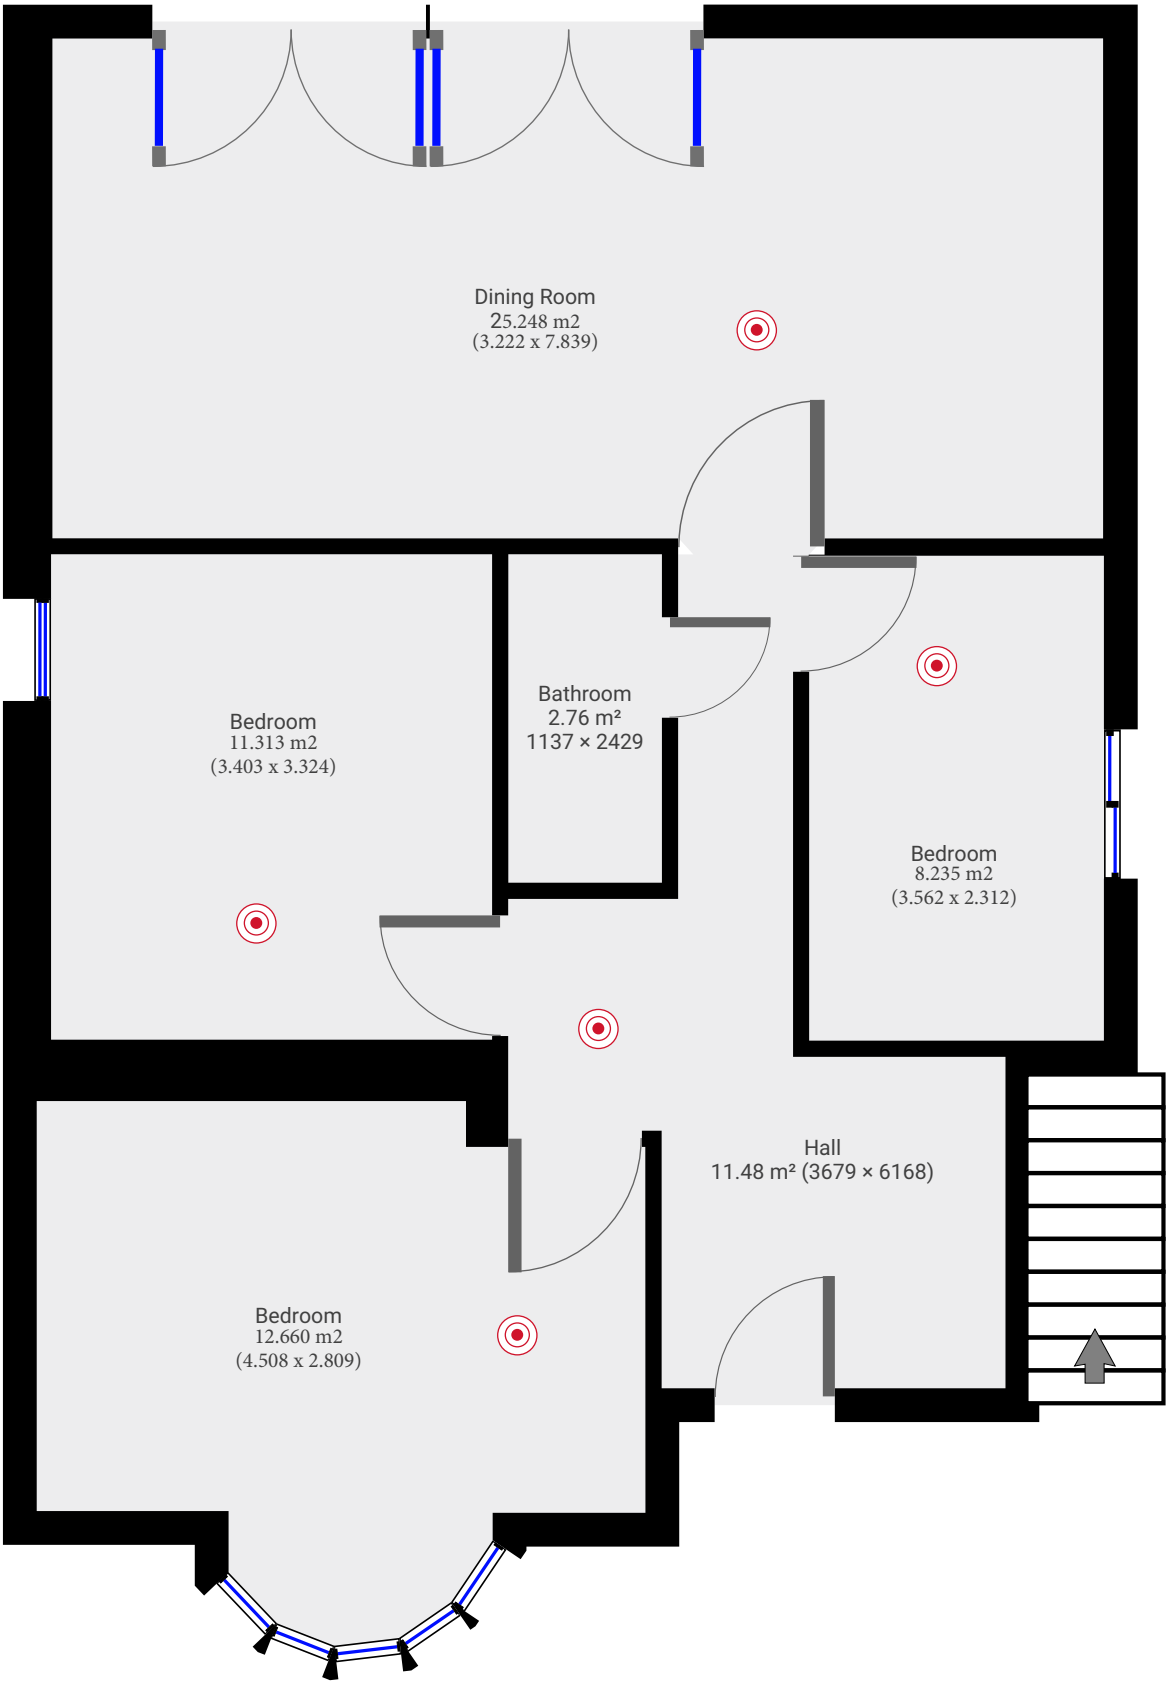 Dining Room
25.248 m2
(3.222 x 7.839)
Bedroom
11.313 m2
(3.403 x 3.324)
Bathroom
2.76 m²
1137 × 2429
Bedroom
8.235 m2
(3.562 x 2.312)
Hall
11.48 m² (3679 × 6168)
Bedroom
12.660 m2
(4.508 x 2.809)